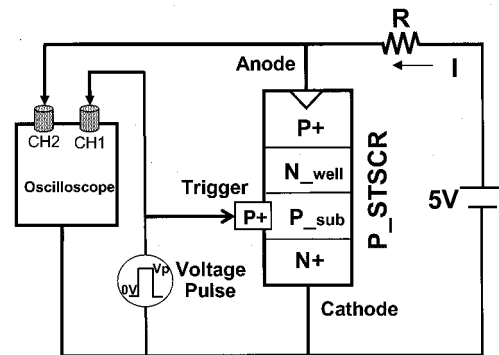 R
Anode
I
P+
CH2
CH1
N_well
Oscilloscope
Trigger
P+
P_sub
P_STSCR
5V
N+
Vp
0V
Voltage
Pulse
Cathode